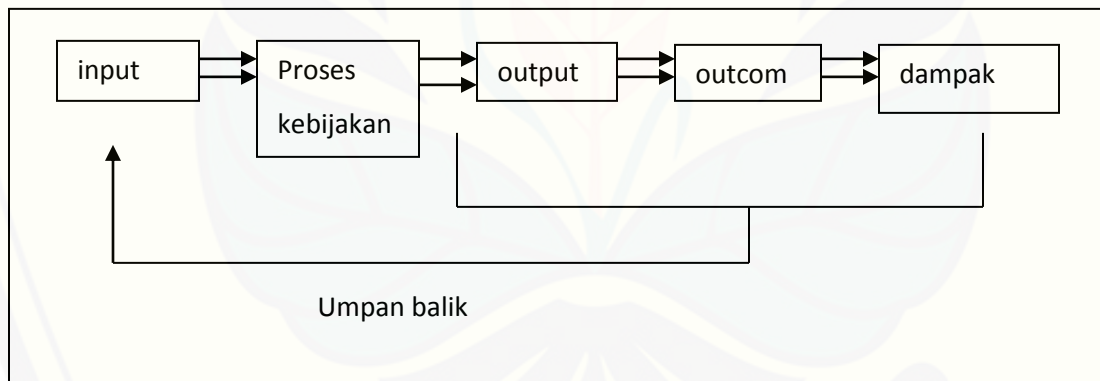 input
Proses
kebijakan
output
outcom
dampak
Umpan balik